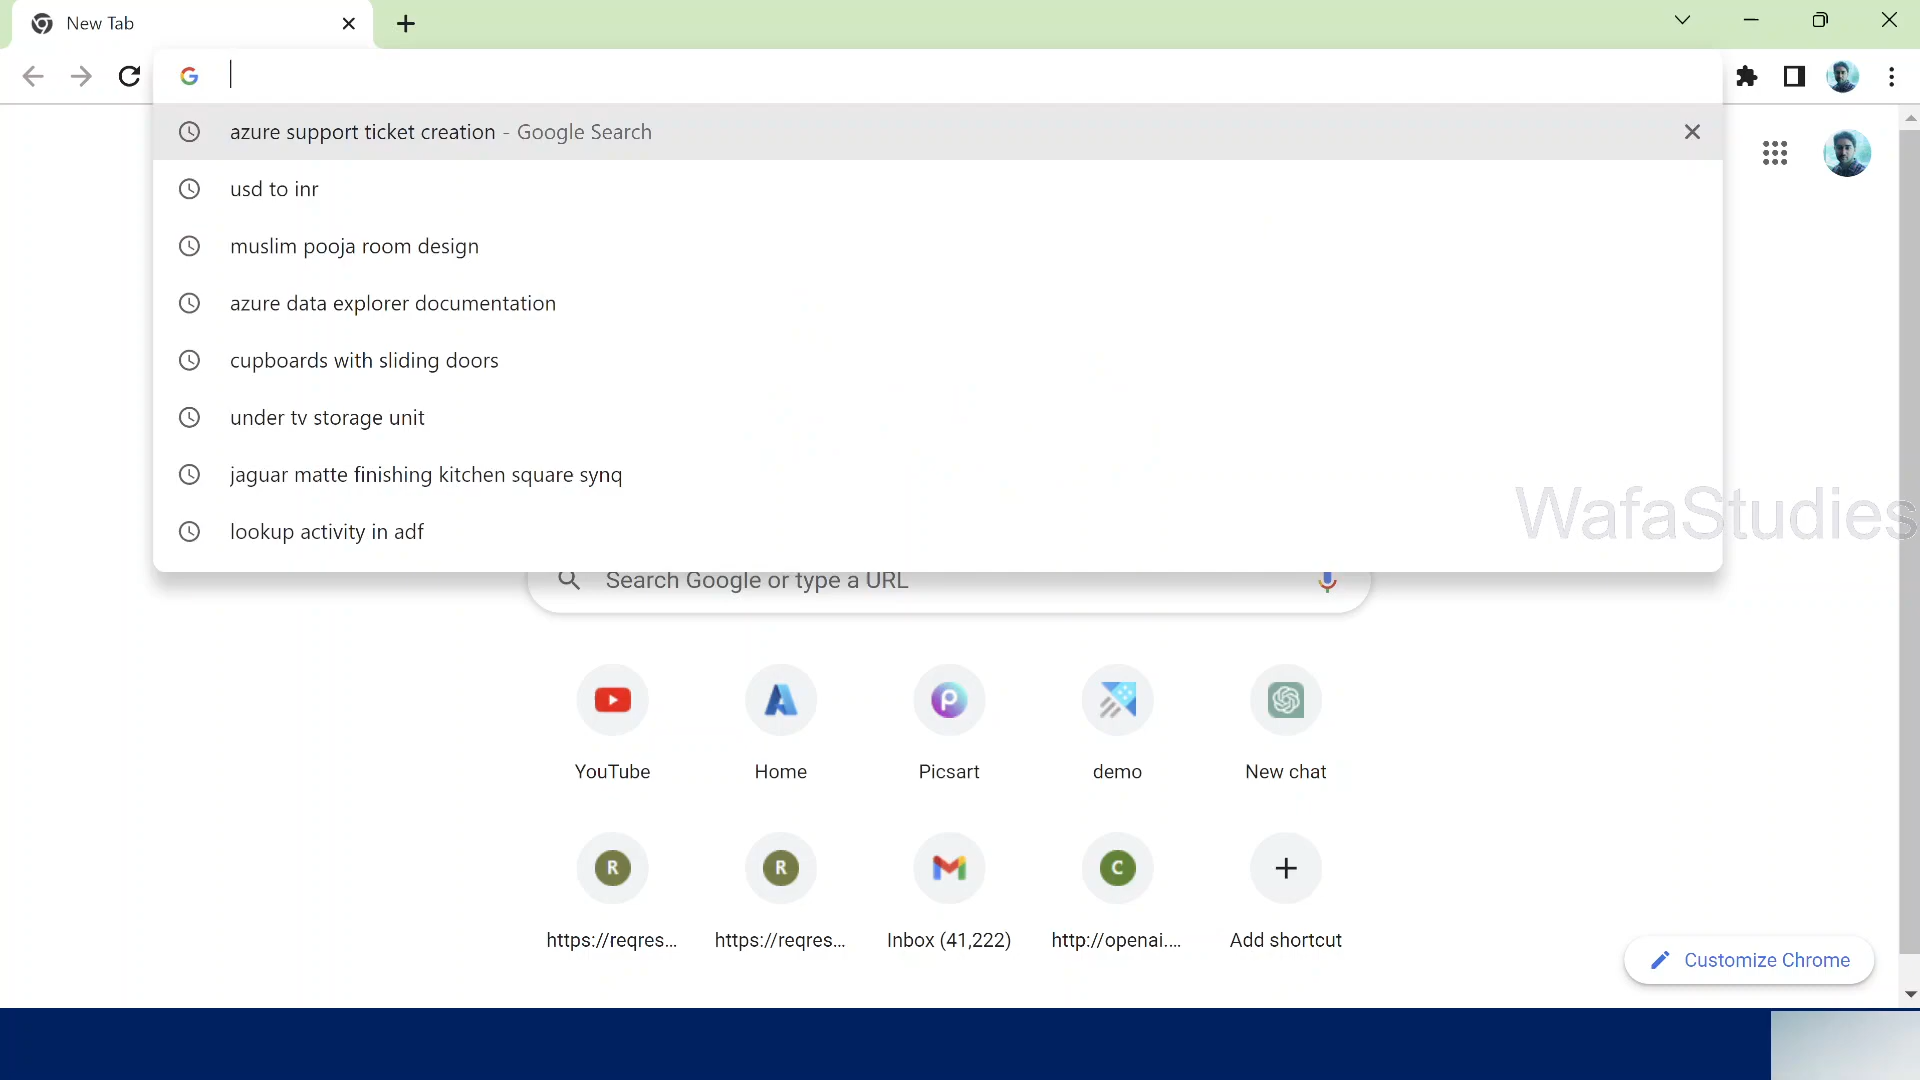 New Tab
azure support ticket creation - Google Search
usd to inr
muslim pooja room design
azure data explorer documentation
cupboards with sliding doors
under tv storage unit
jaguar matte finishing kitchen square synq
lookup activity in adf
WafaStudies
Search Google or type a URL
YouTube
Home
Picsart
demo
New chat
R
R
C
https://reqres...
https://reqres...
Inbox (41,222)
http://openai....
Add shortcut
Customize Chrome